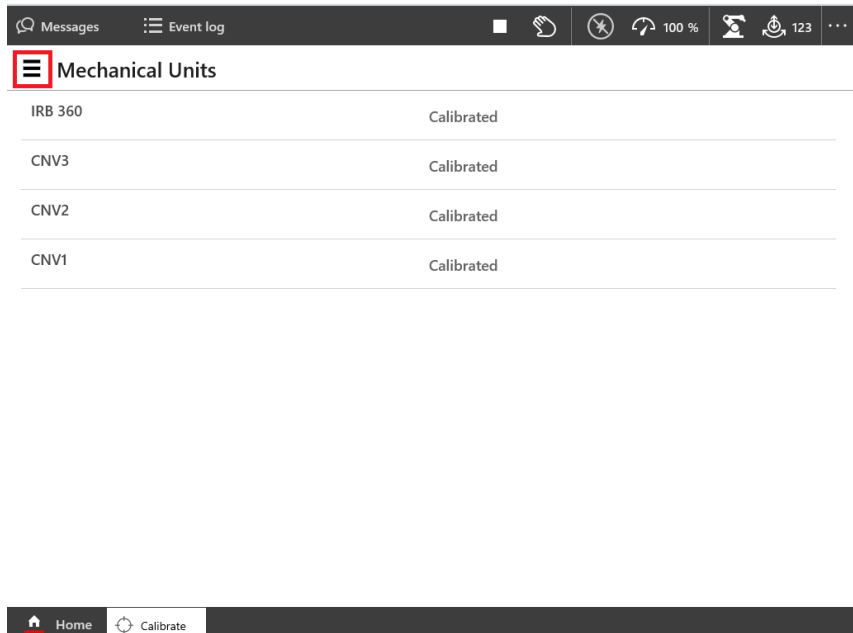 Messages Event log 100 % 123
Mechanical Units
IRB 360 Calibrated
CNV3 Calibrated
CNV2 Calibrated
CNV1 Calibrated
Home Calibrate